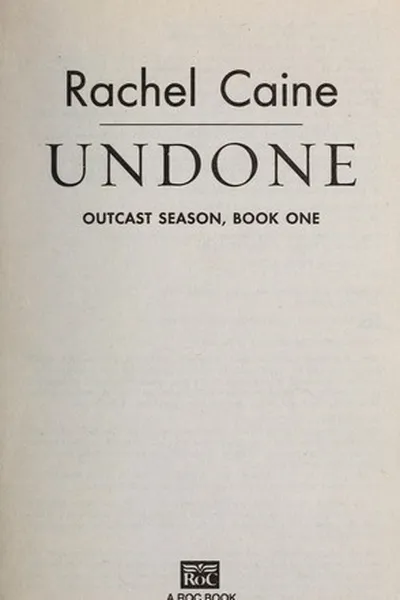 Rachel Caine
UNDONE
OUTCAST SEASON, BOOK ONE
ROC
A ROC BOOK